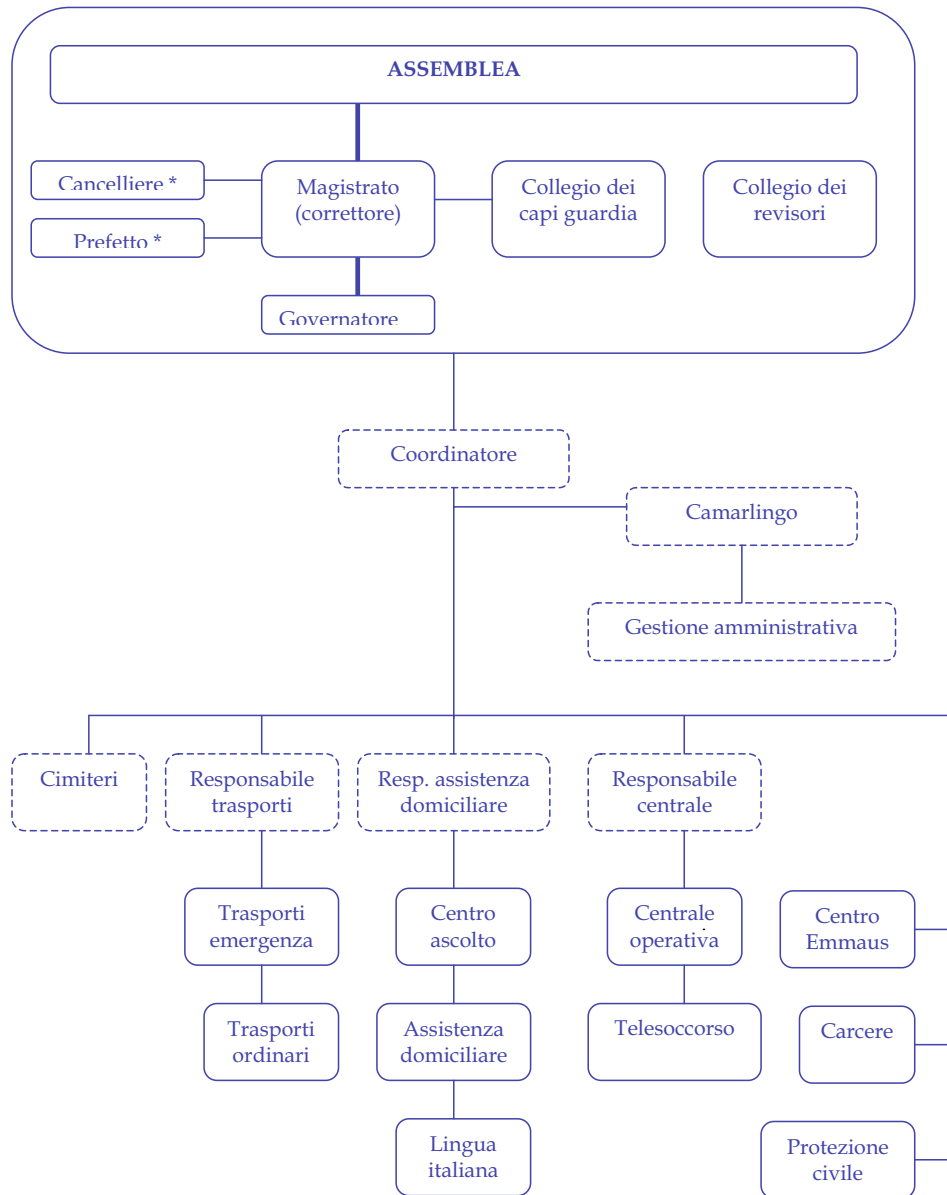 ASSEMBLEA
Cancelliere *
Prefetto *
Magistrato
(correttore)
Collegio dei
capi guardia
Collegio dei
revisori
Governatore
Coordinatore
Camarlingo
Gestione amministrativa
Cimiteri
Responsabile
trasporti
Resp. assistenza
domiciliare
Responsabile
centrale
Trasporti
emergenza
Centro
ascolto
Centrale
operativa
Centro
Emmaus
Trasporti
ordinari
Assistenza
domiciliare
Telesoccorso
Carcere
Lingua
italiana
Protezione
civile